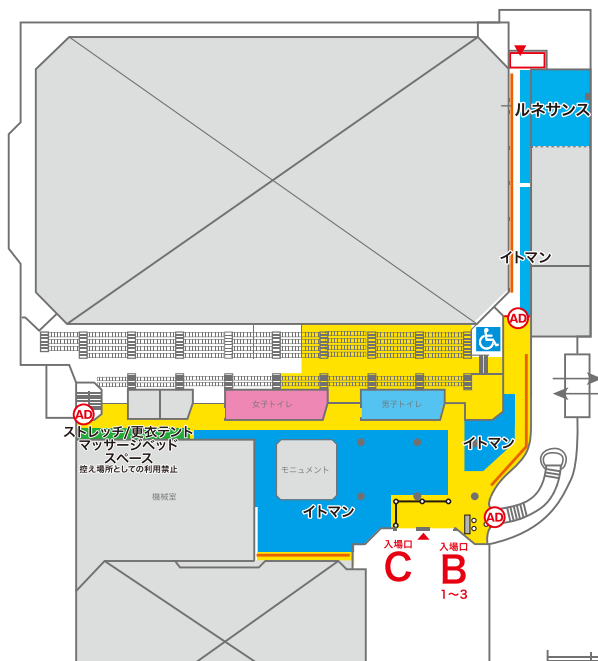 ルネサンス
イトマン
AD
AD
ストレッチ/更衣テント
マッサージベッド
スペース
控え場所としての利用禁止
女子トイレ
男子トイレ
イトマン
モニュメント
機械室
イトマン
AD
入場口
C
入場口
B
1〜3